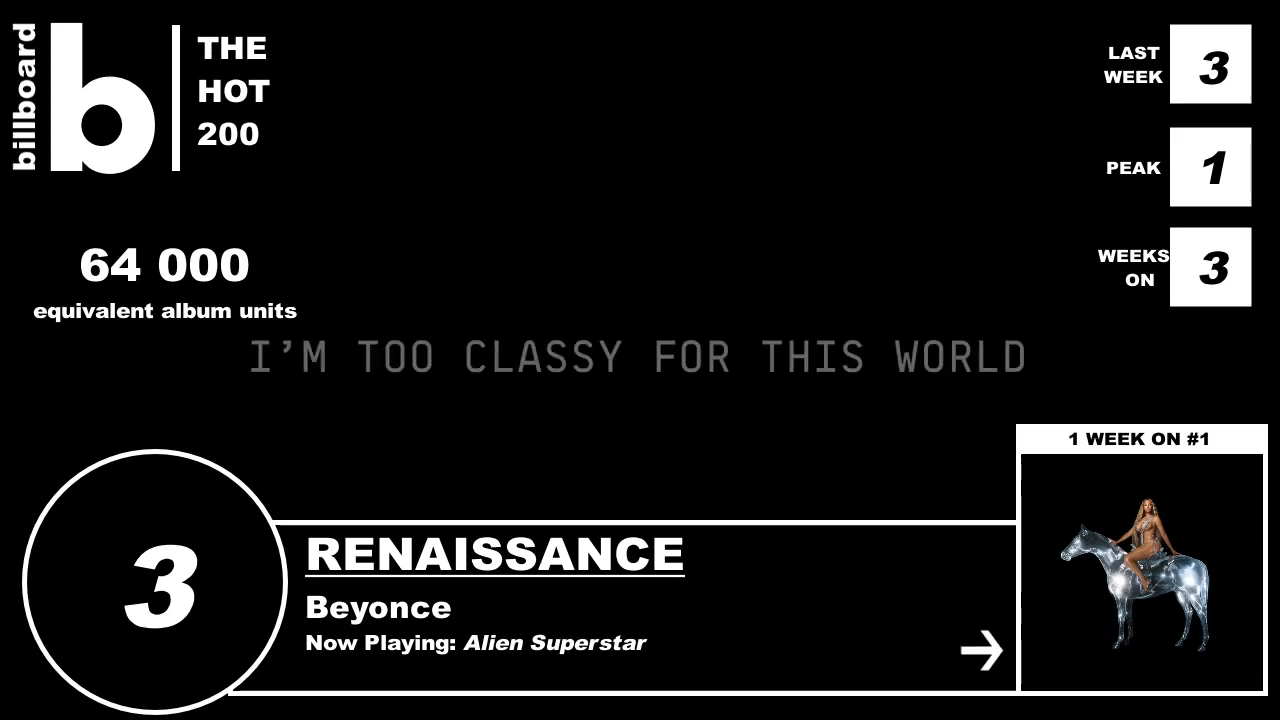 billboard
b
THE
HOT
200
LAST
WEEK
3
PEAK
1
WEEKS
ON
3
64 000
equivalent album units
I’M TOO CLASSY FOR THIS WORLD
1 WEEK ON #1
3
RENAISSANCE
Beyonce
Now Playing: Alien Superstar